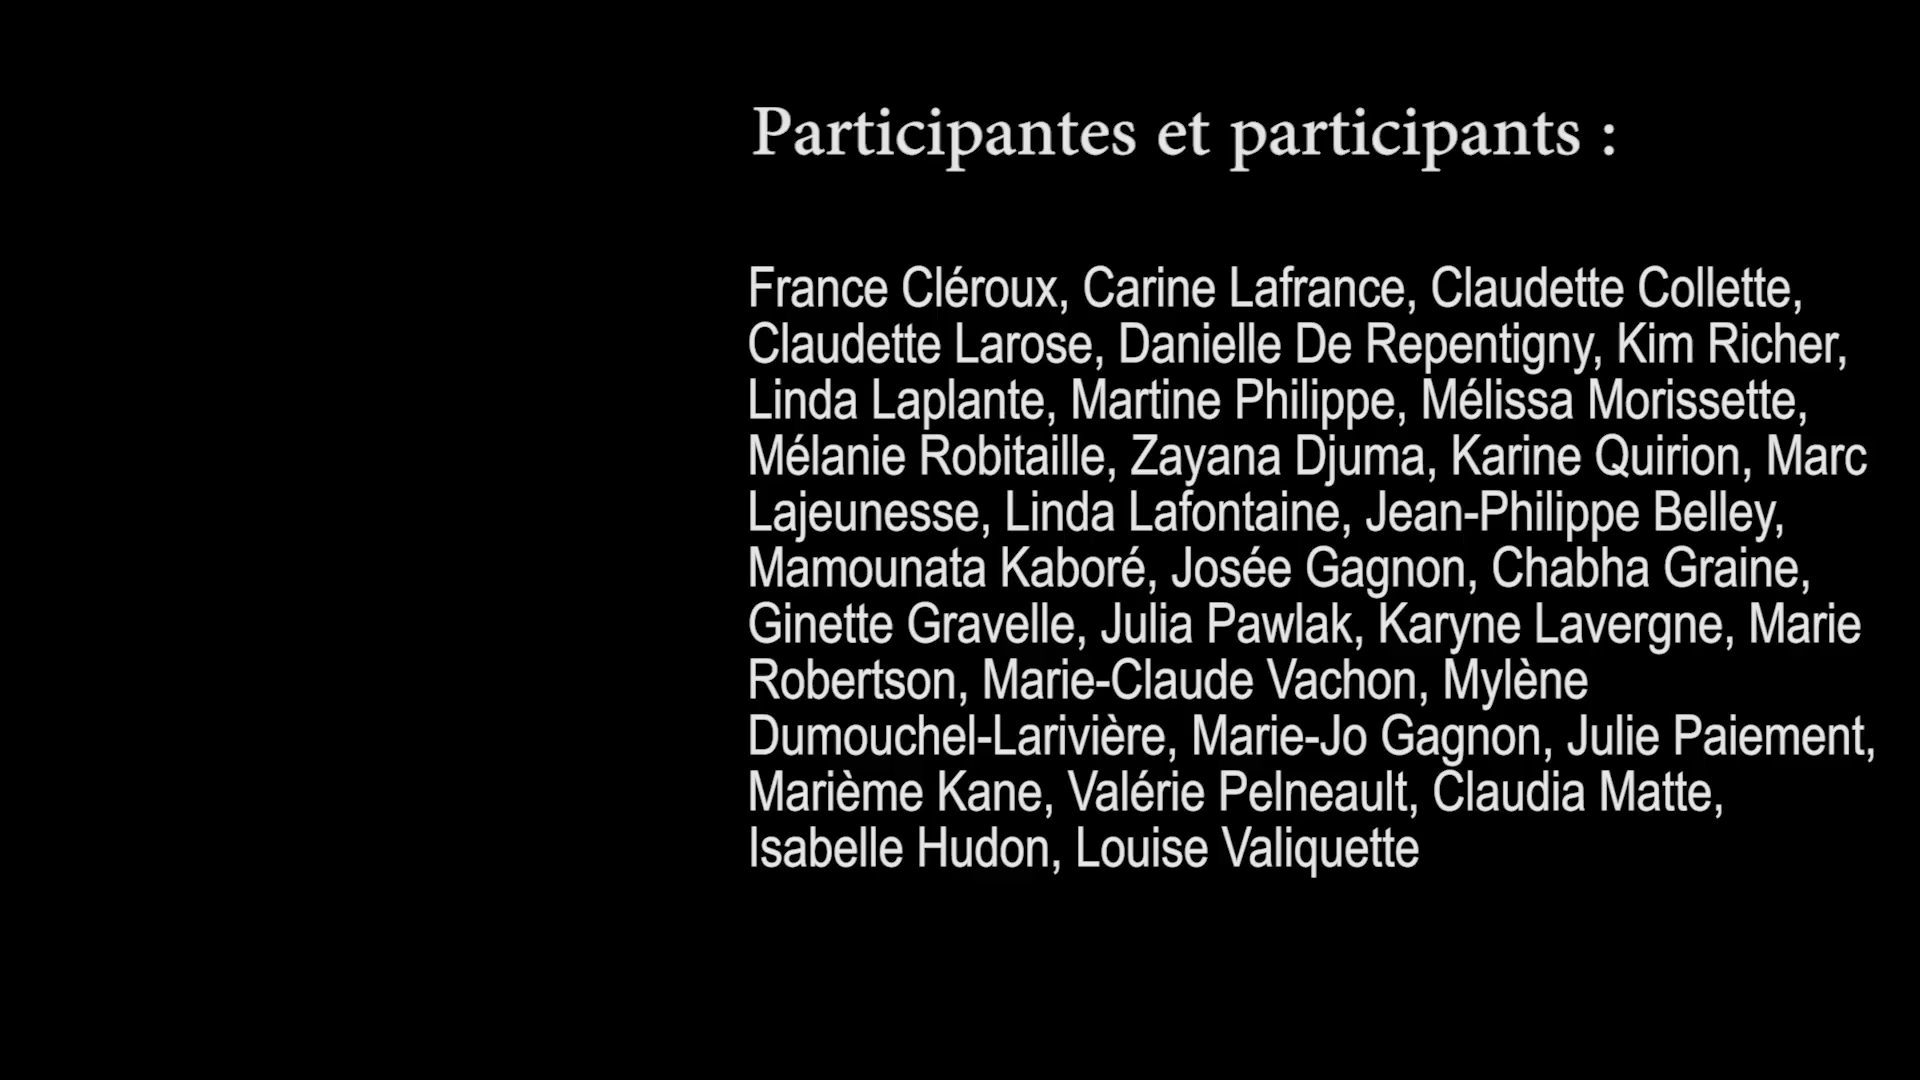 Participantes et participants :
France Cléroux, Carine Lafrance, Claudette Collette,
Claudette Larose, Danielle De Repentigny, Kim Richer,
Linda Laplante, Martine Philippe, Mélissa Morissette,
Mélanie Robitaille, Zayana Djuma, Karine Quirion, Marc
Lajeunesse, Linda Lafontaine, Jean-Philippe Belley,
Mamounata Kaboré, Josée Gagnon, Chabha Graine,
Ginette Gravelle, Julia Pawlak, Karyne Lavergne, Marie
Robertson, Marie-Claude Vachon, Mylène
Dumouchel-Larivière, Marie-Jo Gagnon, Julie Paiement,
Marième Kane, Valérie Pelneault, Claudia Matte,
Isabelle Hudon, Louise Valiquette